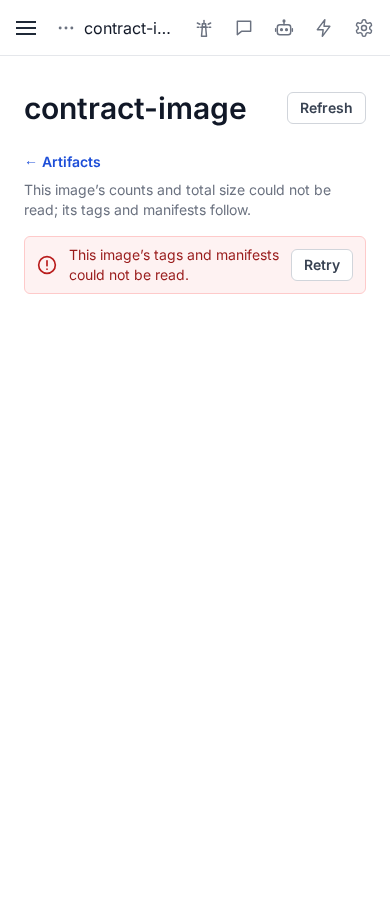 contract-i...
contract-image
Refresh
← Artifacts
This image’s counts and total size could not be
read; its tags and manifests follow.
This image’s tags and manifests
could not be read.
Retry